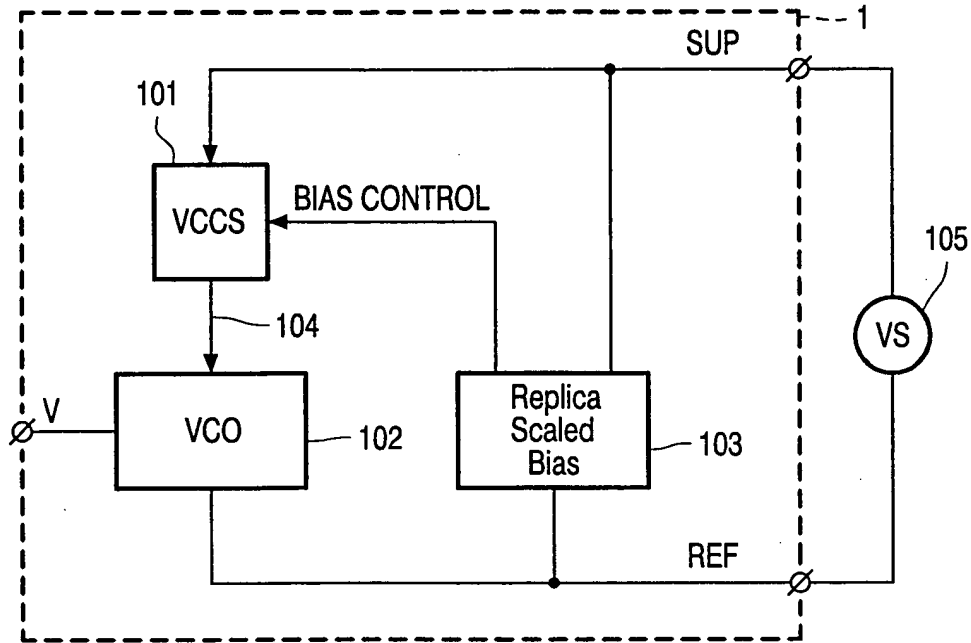 1
SUP
101
VCCS
BIAS CONTROL
105
VS
104
V
VCO
102
Replica
Scaled
Bias
103
REF